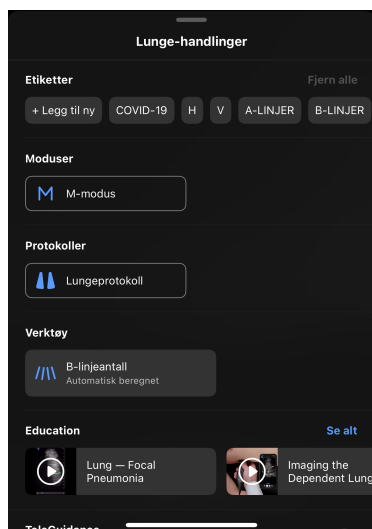 Lunge-handlinger
Etiketter Fjern alle
+ Legg til ny COVID-19 H V A-LINJER B-LINJER
Moduser
M-modus
Protokoller
Lungeprotokoll
Verktøy
B-linjeantall
Automatisk beregnet
Education Se alt
Lung — Focal
Pneumonia
Imaging the
Dependent Lung
TeleGuidance